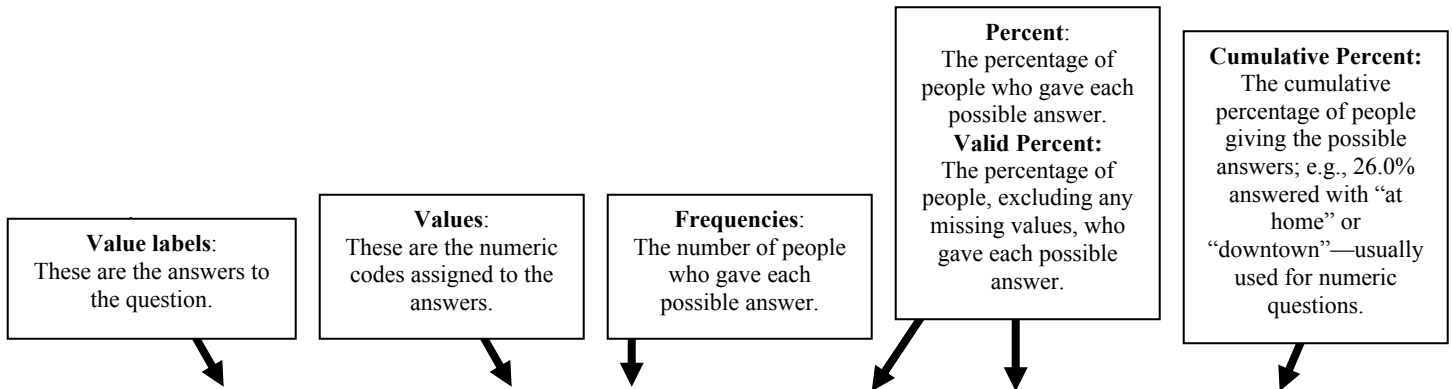 Value labels:
These are the answers to
the question.
Values:
These are the numeric
codes assigned to the
answers.
Frequencies:
The number of people
who gave each
possible answer.
Percent:
The percentage of
people who gave each
possible answer.
Valid Percent:
The percentage of
people, excluding any
missing values, who
gave each possible
answer.
Cumulative Percent:
The cumulative
percentage of people
giving the possible
answers; e.g., 26.0%
answered with “at
home” or
“downtown”—usually
used for numeric
questions.